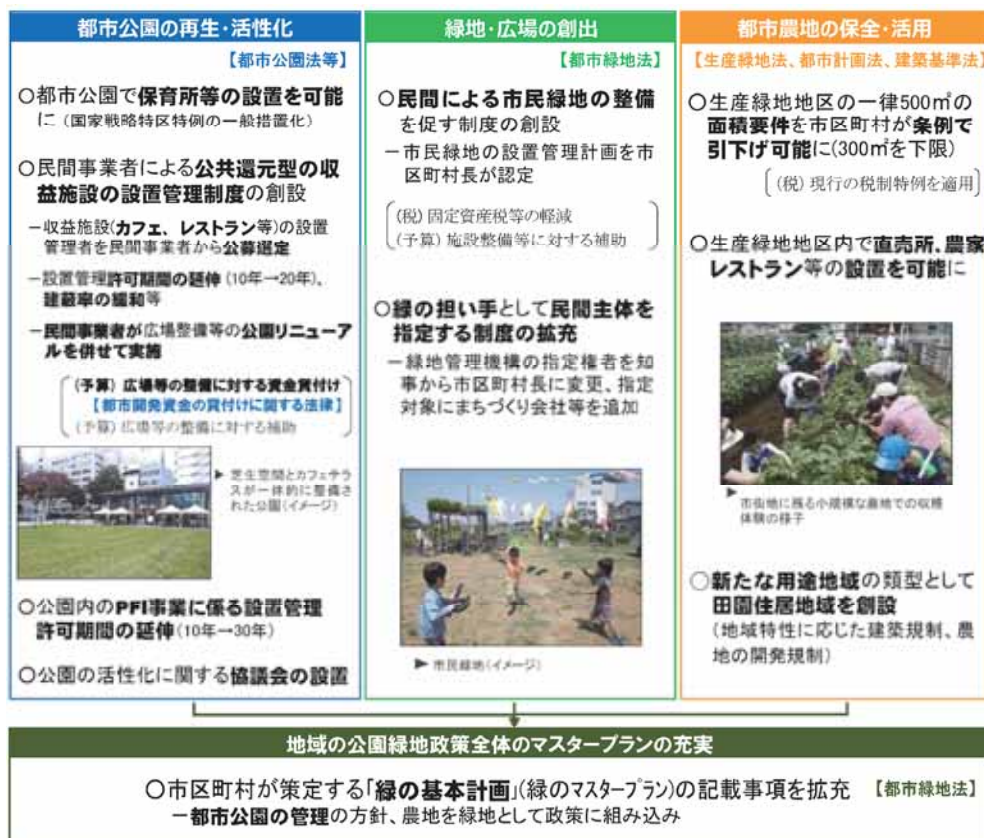 都市公園の再生・活性化
【都市公園法等】
○都市公園で保育所等の設置を可能
に（国家戦略特区特例の一般措置化）
○民間事業者による公共還元型の収
益施設の設置管理制度の創設
－収益施設（カフェ、レストラン等）の設置
管理者を民間事業者から公募選定
－設置管理許可期間の延伸（10年→20年）、
建蔽率の緩和等
－民間事業者が広場整備等の公園リニューア
ルを併せて実施
（予算）広場等の整備に対する資金貸付け
【都市開発資金の貸付けに関する法律】
（予算）広場等の整備に対する補助
▶ 芝生空間とカフェテラ
スが一体的に整備さ
れた公園（イメージ）
○公園内のPFI事業に係る設置管理
許可期間の延伸（10年→30年）
○公園の活性化に関する協議会の設置
緑地・広場の創出
【都市緑地法】
○民間による市民緑地の整備
を促す制度の創設
－市民緑地の設置管理計画を市
区町村長が認定
（税）固定資産税等の軽減
（予算）施設整備等に対する補助
○緑の担い手として民間主体を
指定する制度の拡充
－緑地管理機構の指定権者を知
事から市区町村長に変更、指定
対象にまちづくり会社等を追加
▶ 市民緑地（イメージ）
都市農地の保全・活用
【生産緑地法、都市計画法、建築基準法】
○生産緑地地区の一律500㎡の
面積要件を市区町村が条例で
引下げ可能に（300㎡を下限）
（税）現行の税制特例を適用
○生産緑地地区内で直売所、農家
レストラン等の設置を可能に
▶ 市街地に残る小規模な農地での収穫
体験の様子
○新たな用途地域の類型として
田園住居地域を創設
（地域特性に応じた建築規制、農
地の開発規制）
地域の公園緑地政策全体のマスタープランの充実
○市区町村が策定する「緑の基本計画」（緑のマスタープラン）の記載事項を拡充 【都市緑地法】
－都市公園の管理の方針、農地を緑地として政策に組み込み